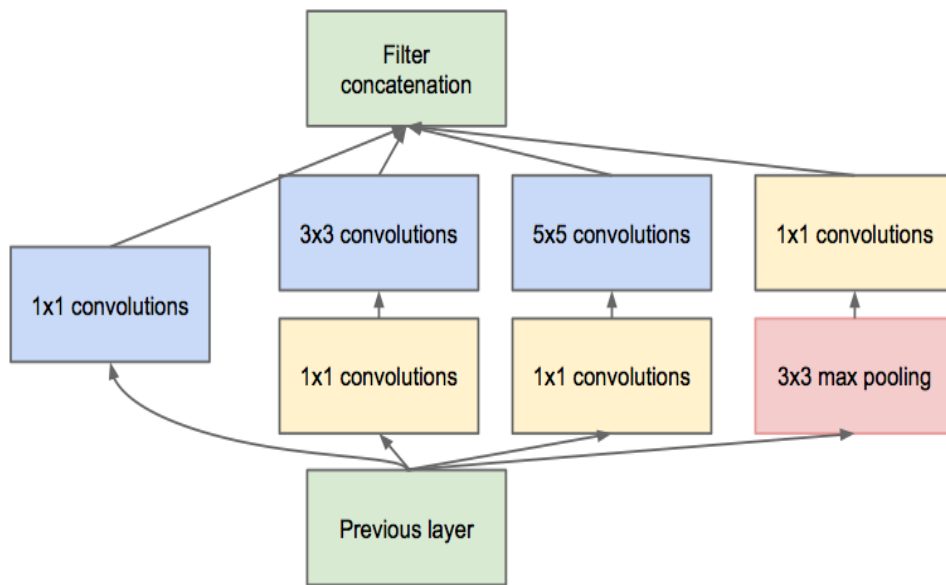 Filter
concatenation
3x3 convolutions
5x5 convolutions
1x1 convolutions
1x1 convolutions
1x1 convolutions
1x1 convolutions
3x3 max pooling
Previous layer